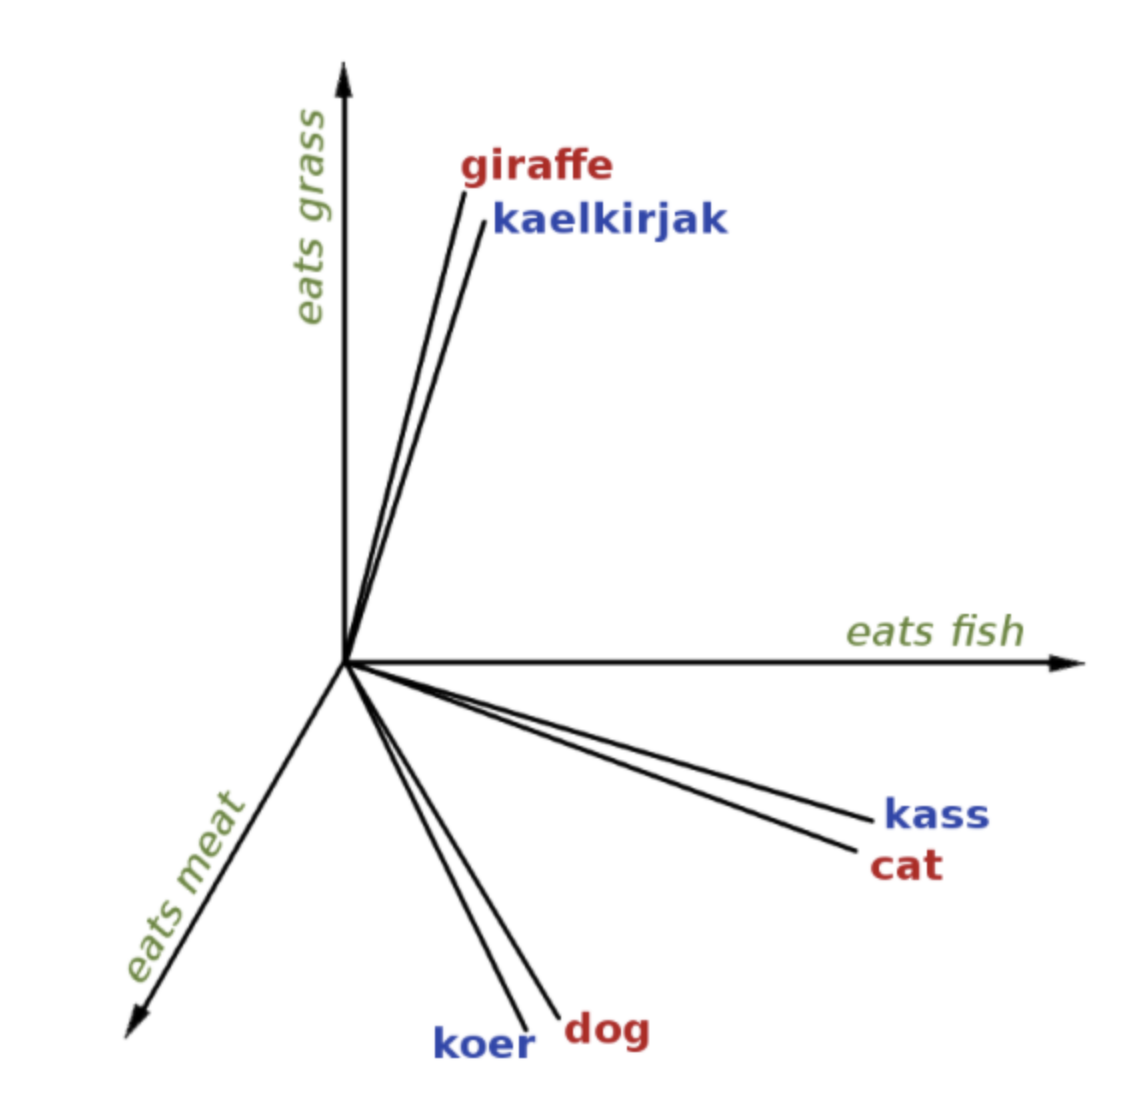 eats grass
giraffe
kaelkirjak
eats fish
kass
cat
eats meat
koer
dog